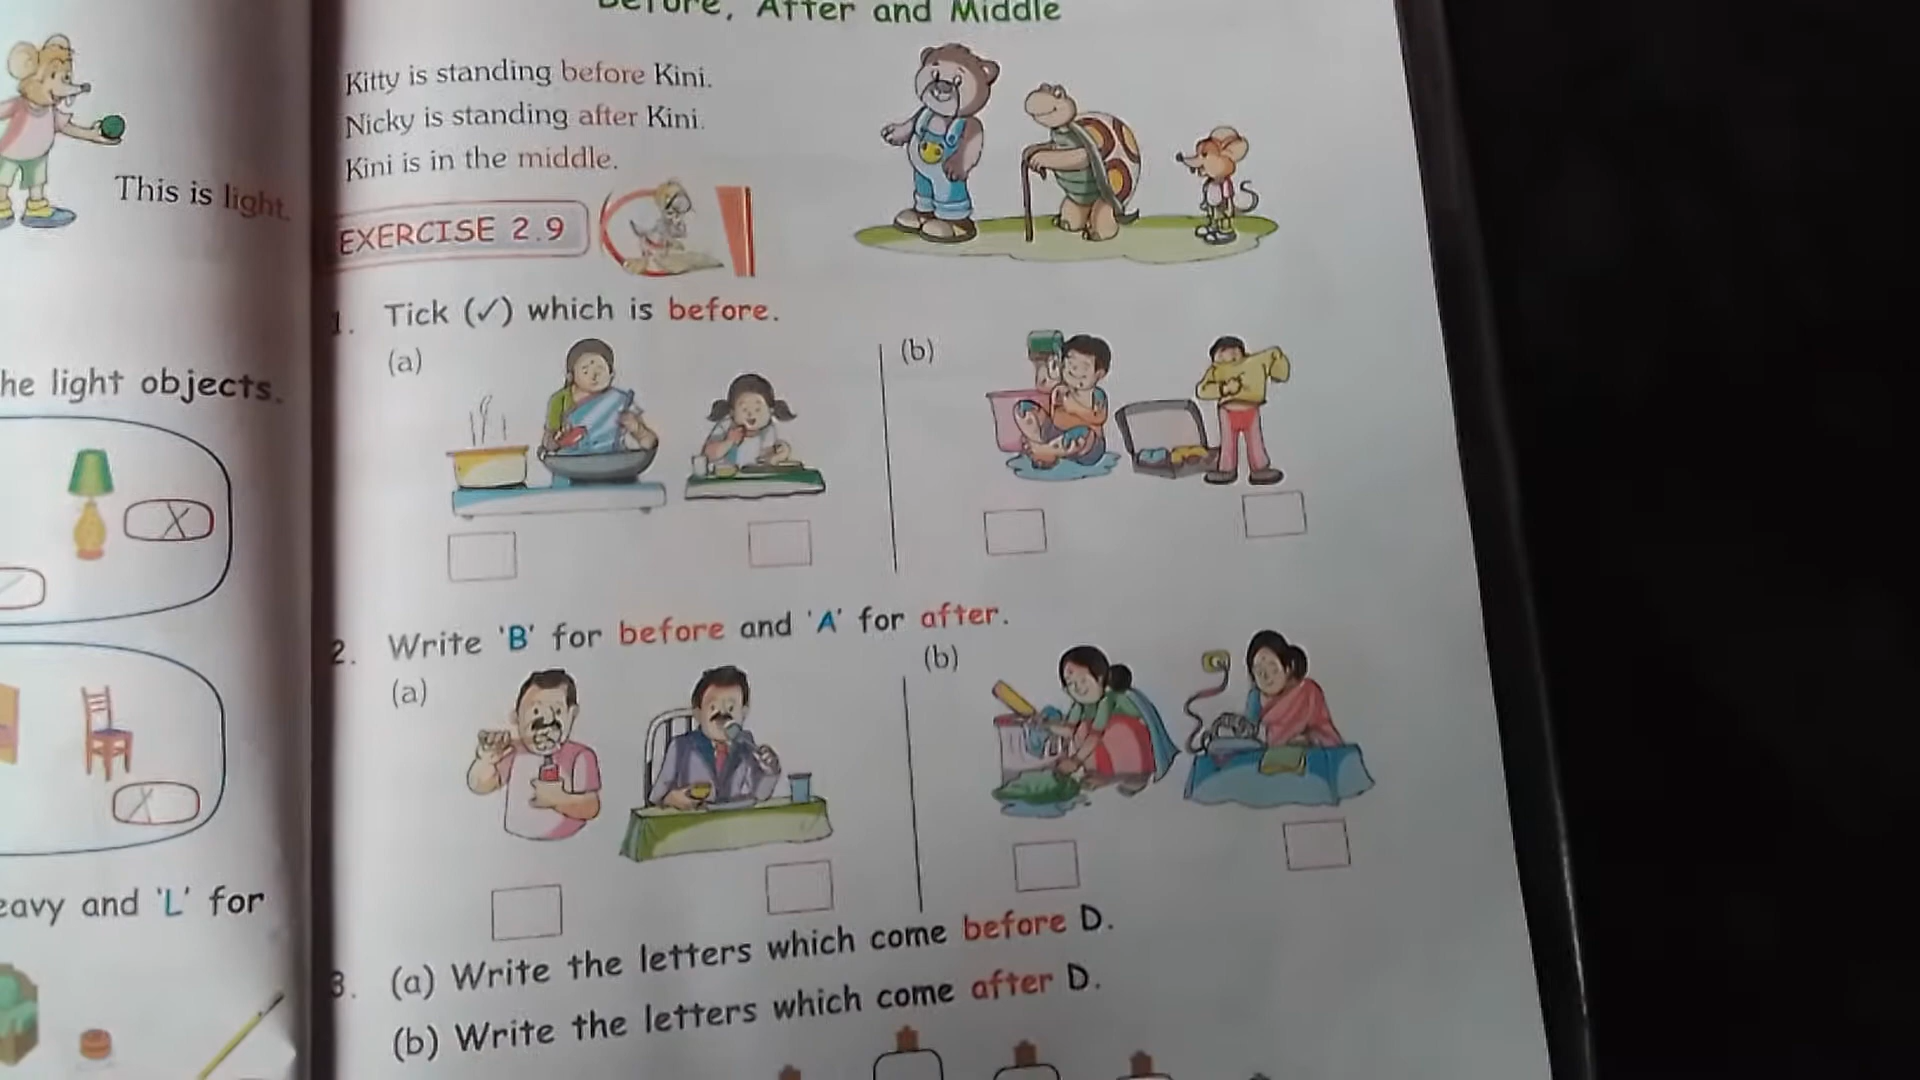 Before, After and Middle
Kitty is standing before Kini.
Nicky is standing after Kini.
Kini is in the middle.
This is light.
EXERCISE 2.9
1. Tick (✓) which is before.
(a)
(b)
he light objects.
X
2. Write 'B' for before and 'A' for after.
(a)
(b)
X
eavy and 'L' for
3. (a) Write the letters which come before D.
(b) Write the letters which come after D.